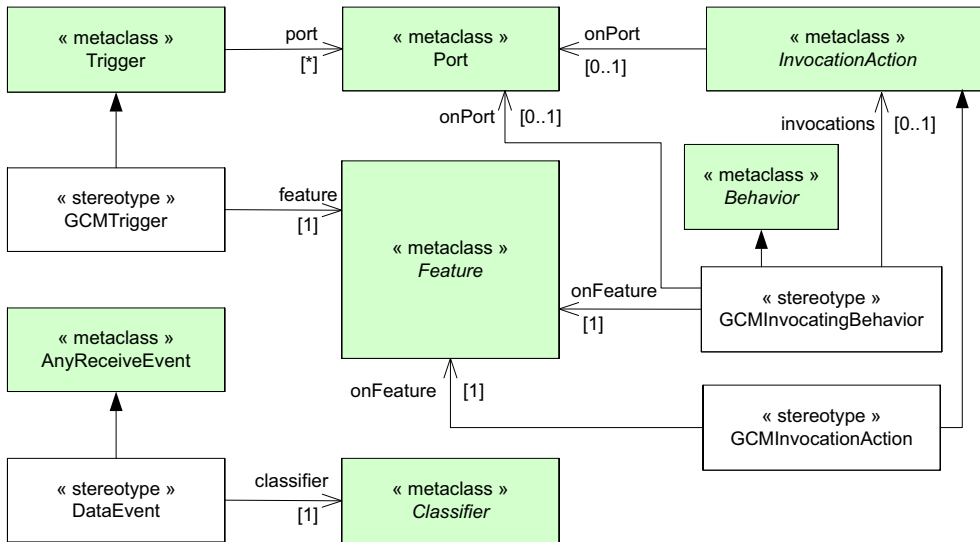 « metaclass »
Trigger
port
[*]
« metaclass »
Port
onPort
[0..1]
« metaclass »
InvocationAction
onPort
[0..1]
invocations
[0..1]
« stereotype »
GCMTrigger
feature
[1]
« metaclass »
Feature
« metaclass »
Behavior
onFeature
[1]
« stereotype »
GCMInvocatingBehavior
« metaclass »
AnyReceiveEvent
onFeature
[1]
« stereotype »
GCMInvocationAction
« stereotype »
DataEvent
classifier
[1]
« metaclass »
Classifier